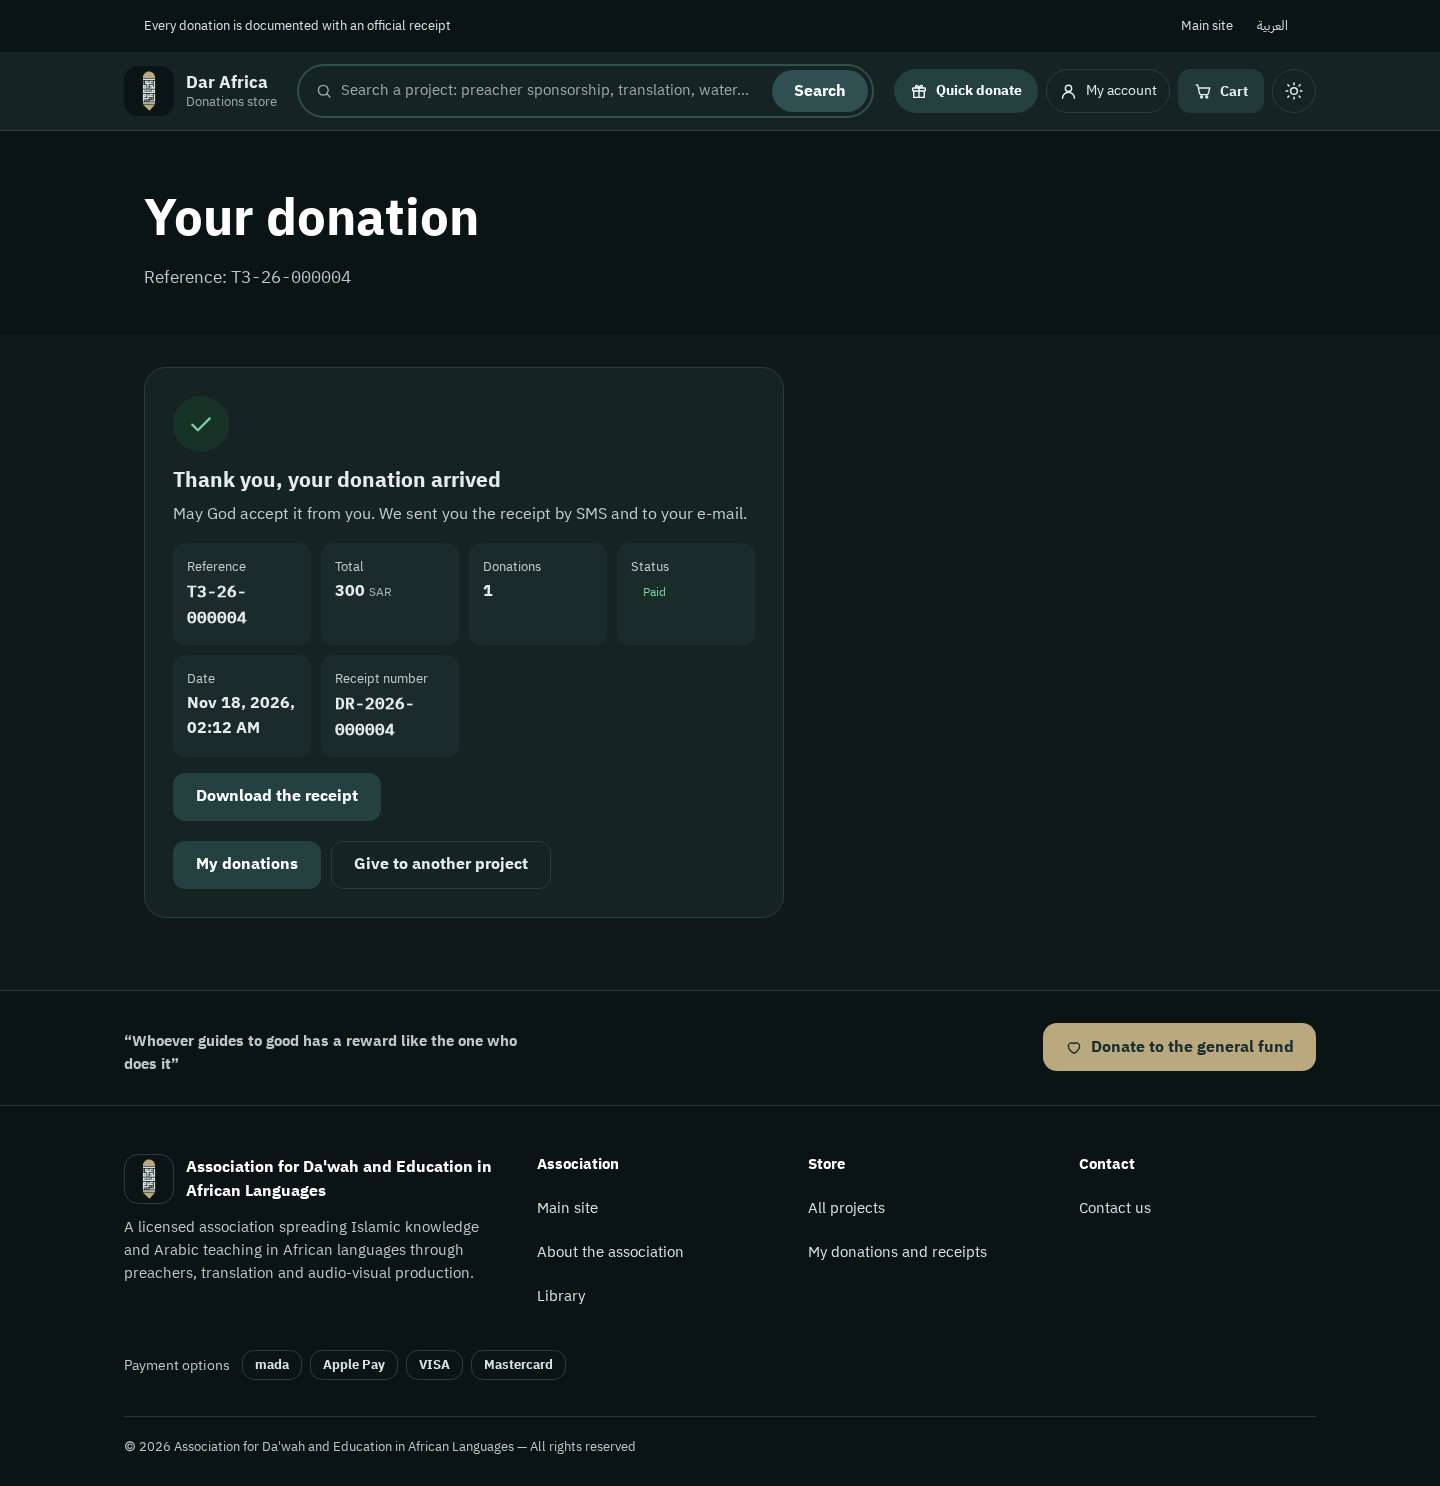 Every donation is documented with an official receipt
Main site
العربية
Dar Africa
Donations store
Search a project: preacher sponsorship, translation, water...
Search
Quick donate
My account
Cart
Your donation
Reference: T3-26-000004
Thank you, your donation arrived
May God accept it from you. We sent you the receipt by SMS and to your e-mail.
Reference
T3-26-
000004
Total
300 SAR
Donations
1
Status
Paid
Date
Nov 18, 2026,
02:12 AM
Receipt number
DR-2026-
000004
Download the receipt
My donations
Give to another project
“Whoever guides to good has a reward like the one who
does it”
Donate to the general fund
Association for Da'wah and Education in
African Languages
A licensed association spreading Islamic knowledge
and Arabic teaching in African languages through
preachers, translation and audio-visual production.
Association
Main site
About the association
Library
Store
All projects
My donations and receipts
Contact
Contact us
Payment options
mada
Apple Pay
VISA
Mastercard
© 2026 Association for Da'wah and Education in African Languages — All rights reserved